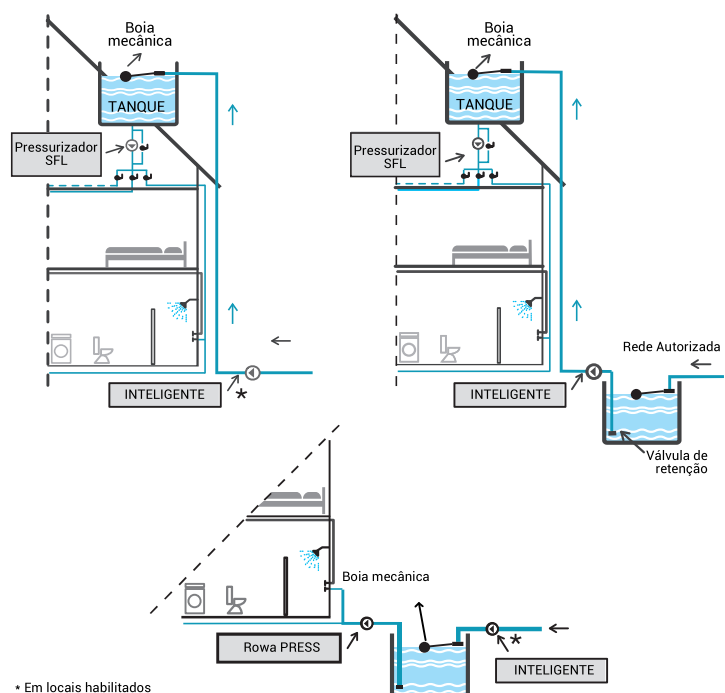 Boia
mecânica
TANQUE
Pressurizador
SFL
INTELIGENTE
*
Boia
mecânica
TANQUE
Pressurizador
SFL
INTELIGENTE
Rede Autorizada
Válvula de
retenção
Boia mecânica
Rowa PRESS
*
INTELIGENTE
* Em locais habilitados